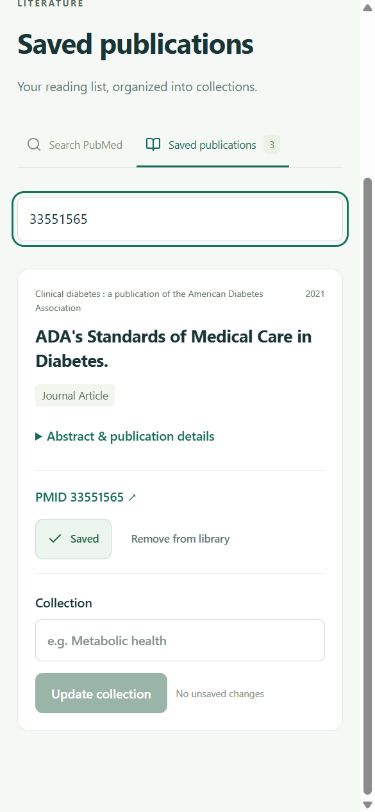 LITERATURE
Saved publications
Your reading list, organized into collections.
Search PubMed
Saved publications 3
33551565
Clinical diabetes : a publication of the American Diabetes
Association
2021
ADA's Standards of Medical Care in
Diabetes.
Journal Article
Abstract & publication details
PMID 33551565 ↗
Saved
Remove from library
Collection
e.g. Metabolic health
Update collection
No unsaved changes